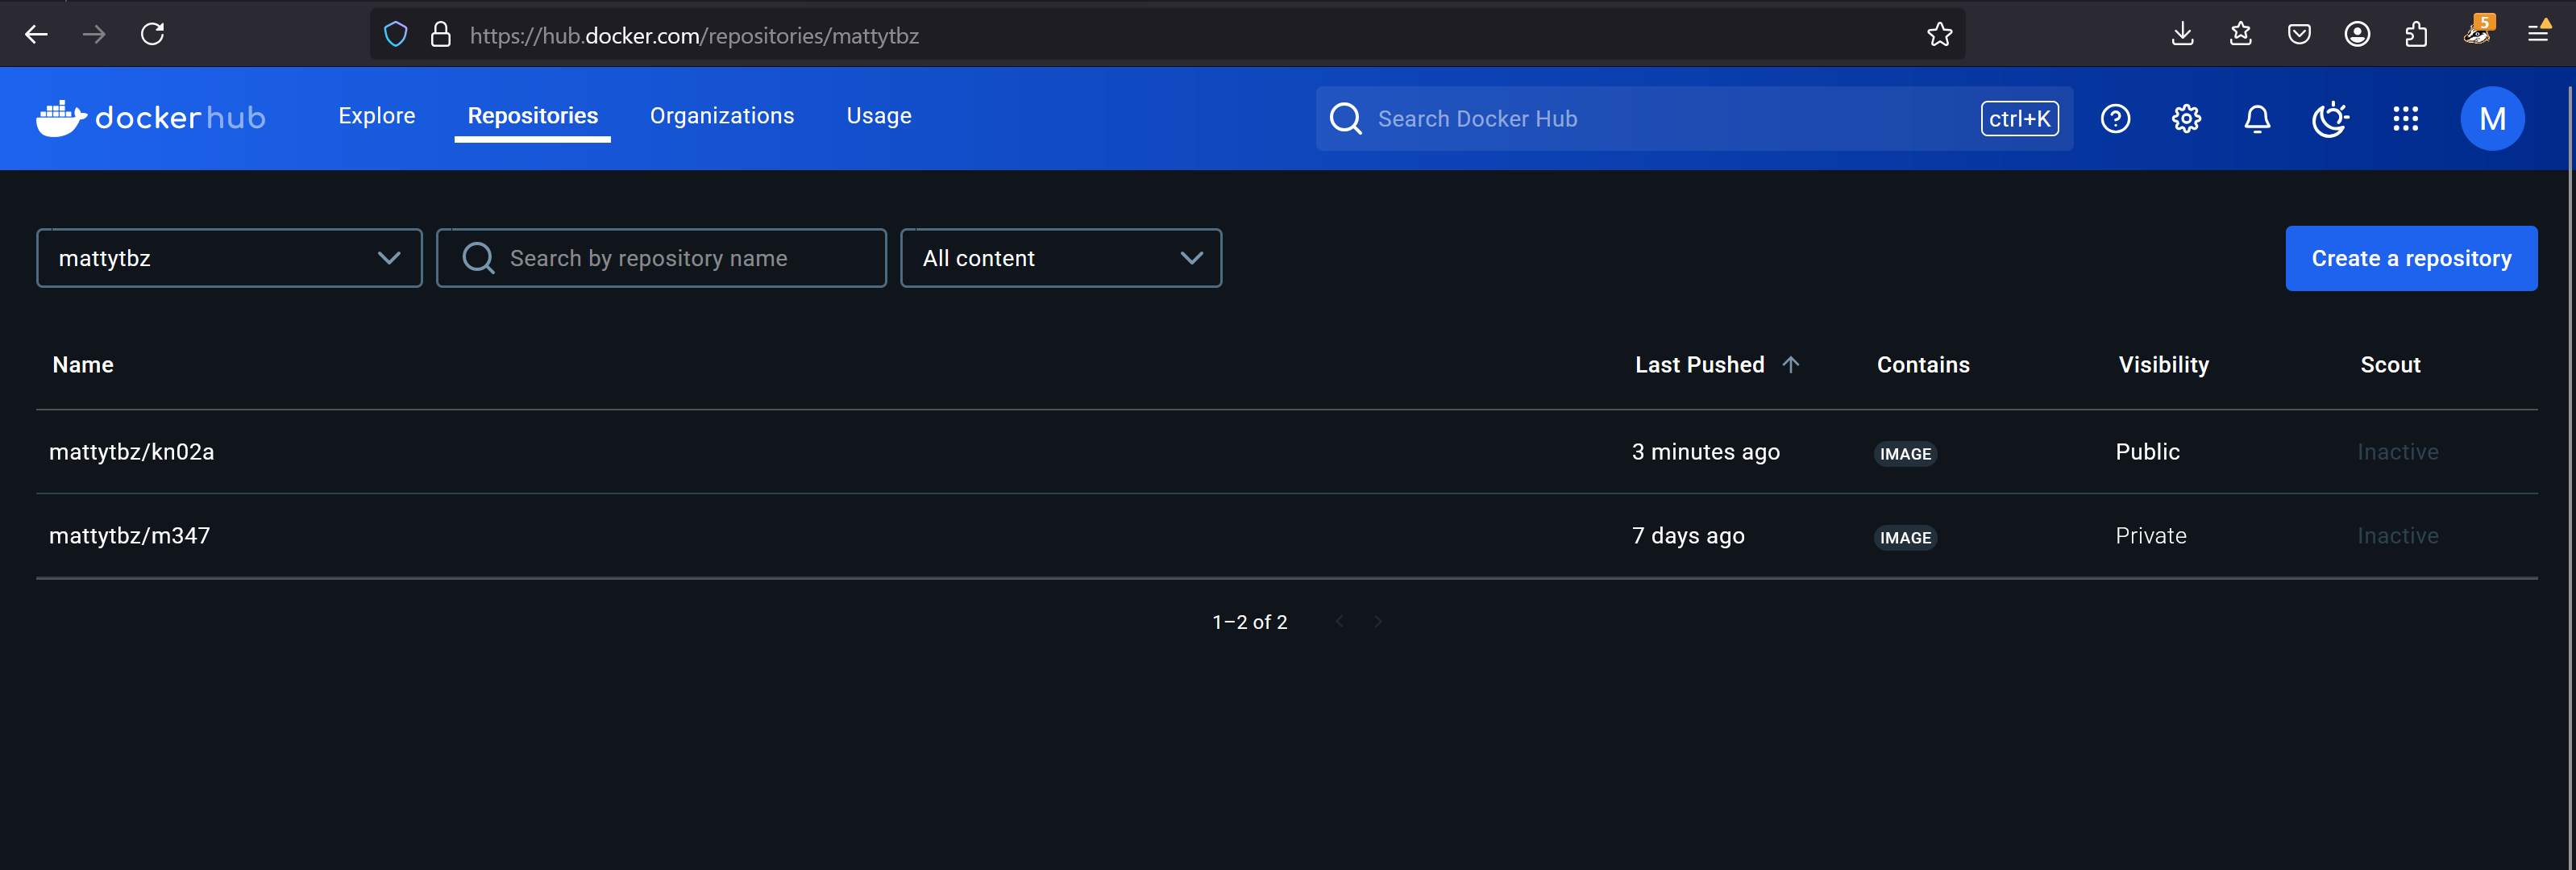 https://hub.docker.com/repositories/mattytbz
5
dockerhub
Explore
Repositories
Organizations
Usage
Search Docker Hub
ctrl+K
M
mattytbz
Search by repository name
All content
Create a repository
Name Last Pushed Contains Visibility Scout
mattytbz/kn02a 3 minutes ago IMAGE Public Inactive
mattytbz/m347 7 days ago IMAGE Private Inactive
1–2 of 2